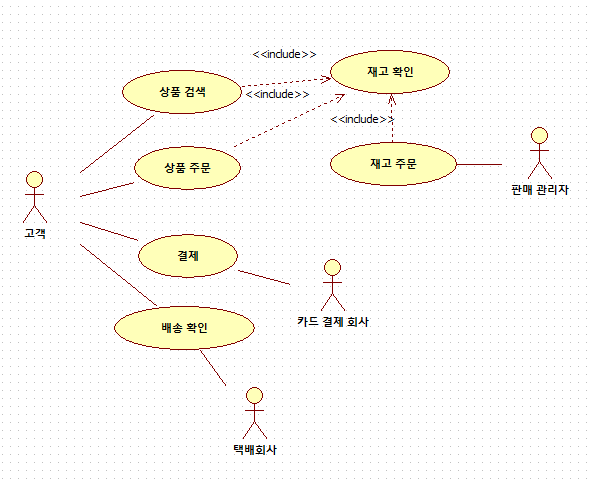 <<include>>
재고 확인
상품 검색
<<include>>
<<include>>
상품 주문
재고 주문
판매 관리자
고객
결제
카드 결제 회사
배송 확인
택배회사